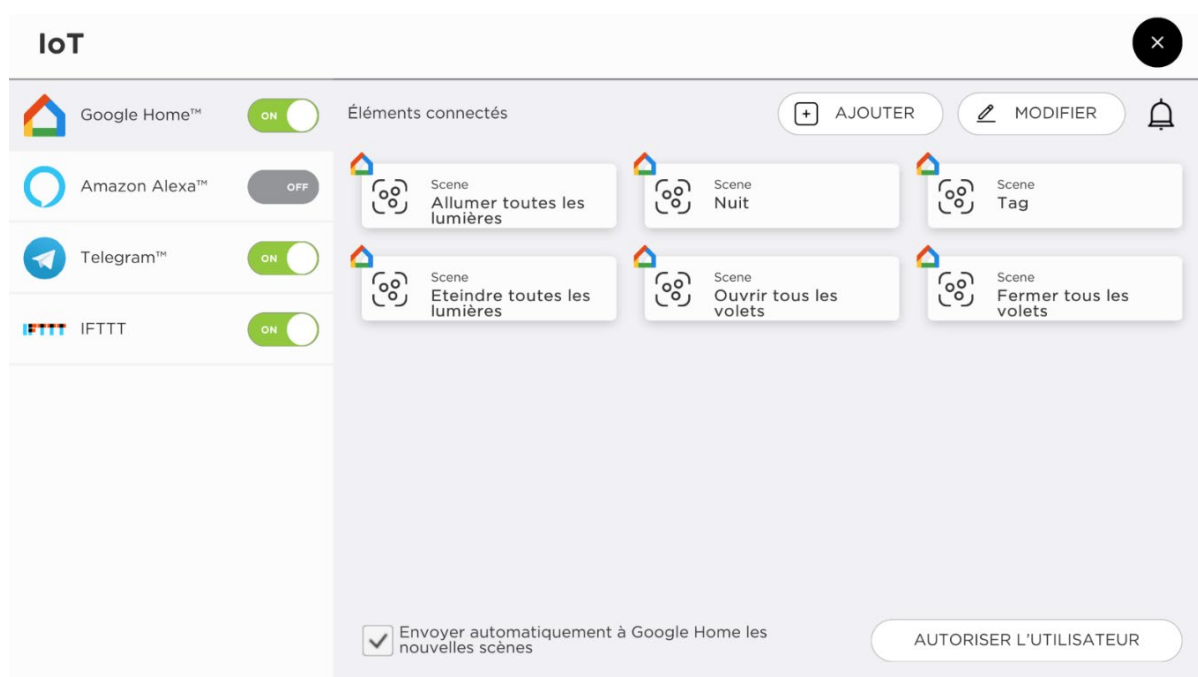 IoT
Google Home™
ON
Éléments connectés
AJOUTER
MODIFIER
Amazon Alexa™
OFF
Scene
Allumer toutes les
lumières
Scene
Nuit
Scene
Tag
Telegram™
ON
Scene
Eteindre toutes les
lumières
Scene
Ouvrir tous les
volets
Scene
Fermer tous les
volets
IFTTT
IFTTT
ON
Envoyer automatiquement à Google Home les
nouvelles scènes
AUTORISER L'UTILISATEUR